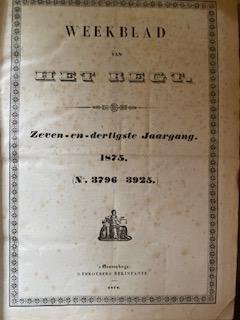 WEEKBLAD
VAN
HET REGT.
Zeven-en-dertigste Jaargang.
1875.
(N°. 3796—3925.)
's Gravenhage,
GEBROEDERS BELINFANTE